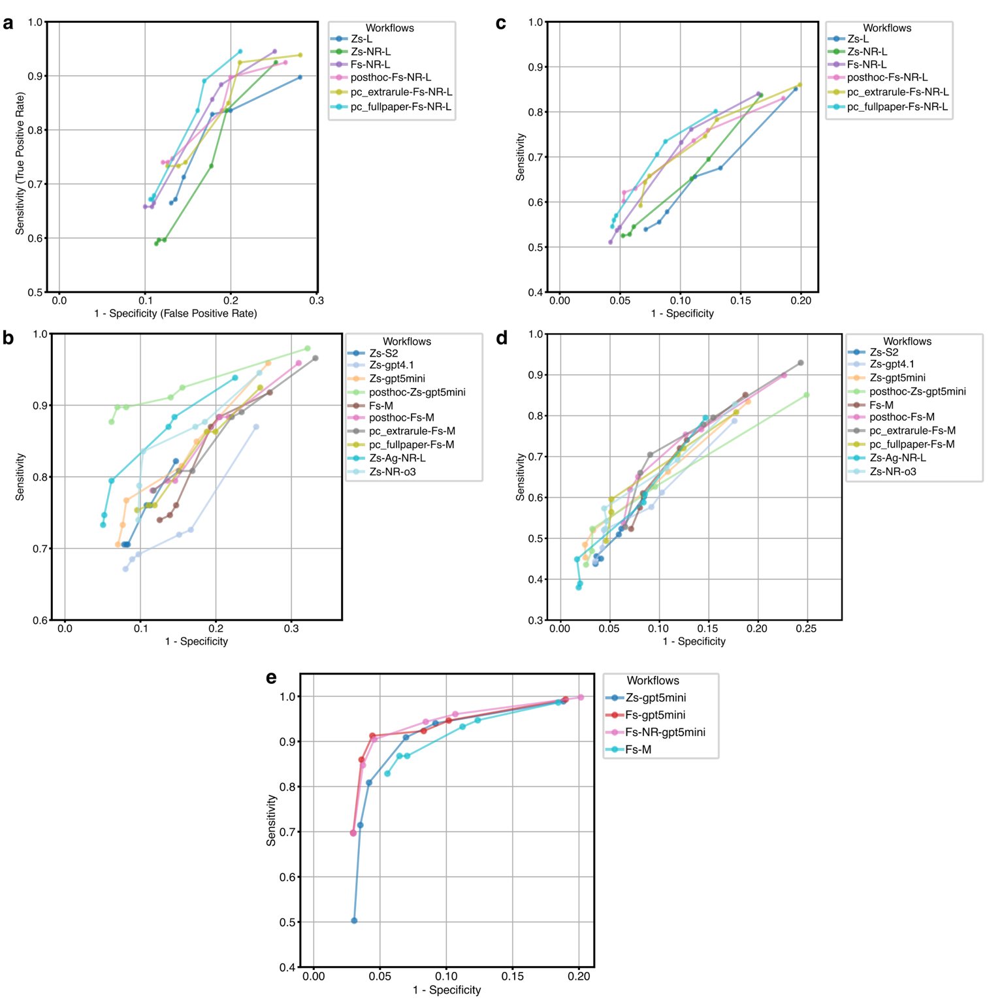 a
1.0
0.9
0.8
0.7
0.6
0.5
Sensitivity (True Positive Rate)
0.0 0.1 0.2 0.3
1 - Specificity (False Positive Rate)
Workflows
Zs-L
Zs-NR-L
Fs-NR-L
posthoc-Fs-NR-L
pc_extrarule-Fs-NR-L
pc_fullpaper-Fs-NR-L
c
1.0
0.9
0.8
0.7
0.6
0.5
0.4
Sensitivity
0.00 0.05 0.10 0.15 0.20
1 - Specificity
Workflows
Zs-L
Zs-NR-L
Fs-NR-L
posthoc-Fs-NR-L
pc_extrarule-Fs-NR-L
pc_fullpaper-Fs-NR-L
b
1.0
0.9
0.8
0.7
0.6
Sensitivity
0.0 0.1 0.2 0.3
1 - Specificity
Workflows
Zs-S2
Zs-gpt4.1
Zs-gpt5mini
posthoc-Zs-gpt5mini
Fs-M
posthoc-Fs-M
pc_extrarule-Fs-M
pc_fullpaper-Fs-M
Zs-Ag-NR-L
Zs-NR-o3
d
1.0
0.9
0.8
0.7
0.6
0.5
0.4
0.3
Sensitivity
0.00 0.05 0.10 0.15 0.20 0.25
1 - Specificity
Workflows
Zs-S2
Zs-gpt4.1
Zs-gpt5mini
posthoc-Zs-gpt5mini
Fs-M
posthoc-Fs-M
pc_extrarule-Fs-M
pc_fullpaper-Fs-M
Zs-Ag-NR-L
Zs-NR-o3
e
1.0
0.9
0.8
0.7
0.6
0.5
0.4
Sensitivity
0.00 0.05 0.10 0.15 0.20
1 - Specificity
Workflows
Zs-gpt5mini
Fs-gpt5mini
Fs-NR-gpt5mini
Fs-M